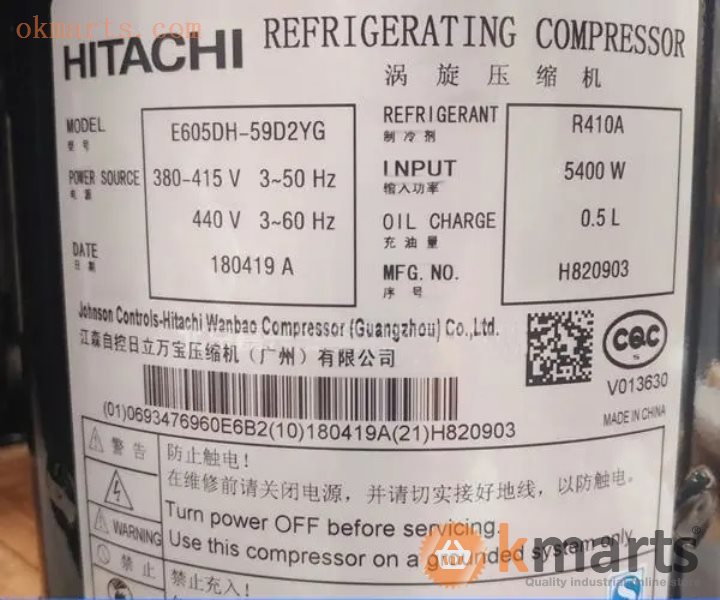 okmarts.com
HITACHI REFRIGERATING COMPRESSOR
涡旋压缩机
MODEL E605DH-59D2YG
型号
POWER SOURCE 380-415 V 3~50 Hz
电源
440 V 3~60 Hz
DATE 180419 A
日期
REFRIGERANT R410A
制冷剂
INPUT 5400 W
输入功率
OIL CHARGE 0.5 L
充油量
MFG.NO. H820903
序号
Johnson Controls-Hitachi Wanbao Compressor (Guangzhou) Co.,Ltd.
江森自控日立万宝压缩机（广州）有限公司
CQC
S
V013630
MADE IN CHINA
(01)0693476960E6B2(10)180419A(21)H820903
警告 防止触电！
在维修前请关闭电源，并请切实接好地线，以防触电。
WARNING Turn power OFF before servicing.
Use this compressor on a grounded system only.
禁止 禁止充入！
okmarts
Quality industrial online store